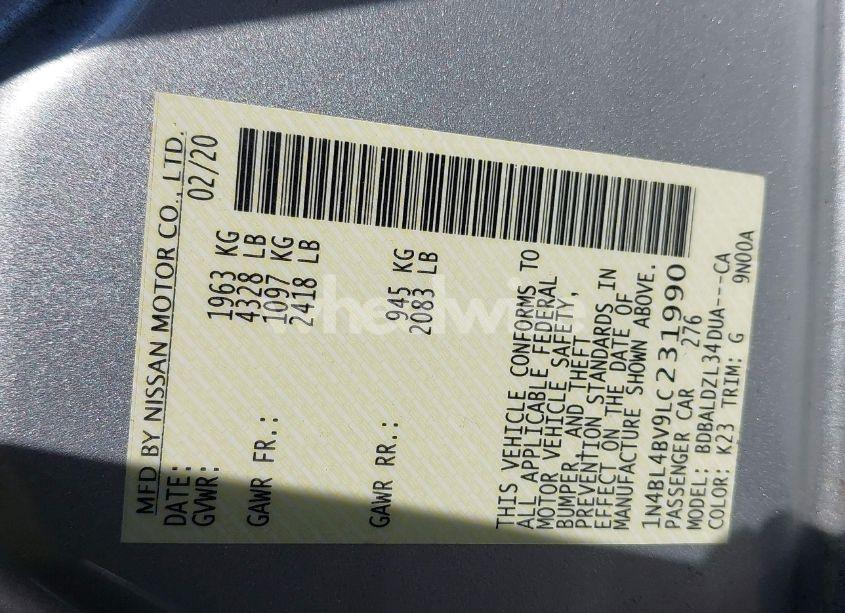 MFD BY NISSAN MOTOR CO., LTD.
DATE: 02/20
GVWR: 1963 KG
4328 LB
GAWR FR.: 1097 KG
2418 LB
GAWR RR.: 945 KG
2083 LB
THIS VEHICLE CONFORMS TO
ALL APPLICABLE FEDERAL
MOTOR VEHICLE SAFETY,
BUMPER, AND THEFT
PREVENTION STANDARDS IN
EFFECT ON THE DATE OF
MANUFACTURE SHOWN ABOVE.
1N4BL4BV9LC231990
PASSENGER CAR 276
MODEL: BDBALDZL34DUA---CA
COLOR: K23 TRIM: G 9N00A